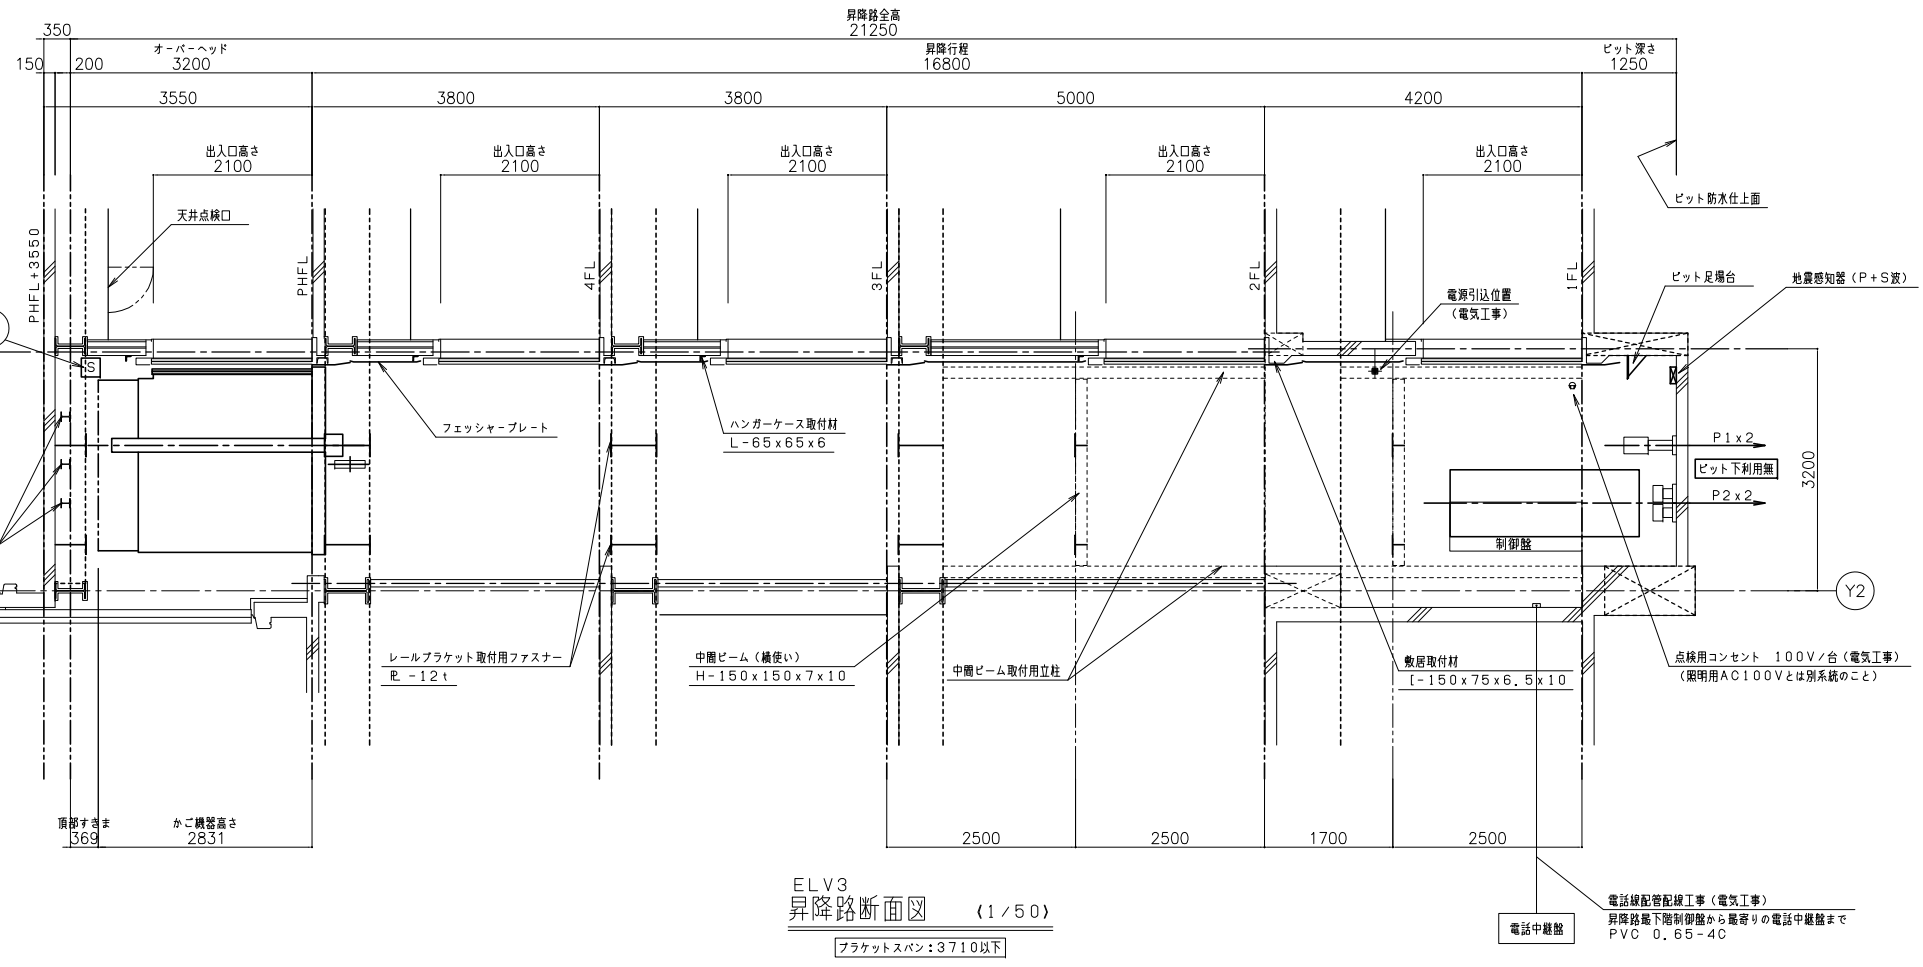 昇降路全高
350
21250
オーバーヘッド
昇降行程
ピット深さ
150
200
3200
16800
1250
3550
3800
3800
5000
4200
出入口高さ
2100
出入口高さ
2100
出入口高さ
2100
出入口高さ
2100
出入口高さ
2100
天井点検口
ピット防水仕上面
PHFL+3550
PHFL
4FL
3FL
2FL
1FL
電源引込位置
（電気工事）
ピット足場台
地震感知器（P+S波）
S
フェッシャープレート
ハンガーケース取付材
L-65x65x6
P1x2
ピット下利用無
P2x2
3200
制御盤
Y2
レールブラケット取付用ファスナー
PL -12t
中間ビーム（横使い）
H-150x150x7x10
中間ビーム取付用立柱
敷居取付材
[-150x75x6.5x10
点検用コンセント 100V/台（電気工事）
（照明用AC100Vとは別系統のこと）
頂部すきま
369
かご機器高さ
2831
2500
2500
1700
2500
ELV3
昇降路断面図 (1/50)
ブラケットスパン：3710以下
電話中継盤
電話線配管配線工事（電気工事）
昇降路最下階制御盤から最寄りの電話中継盤まで
PVC 0.65-4C